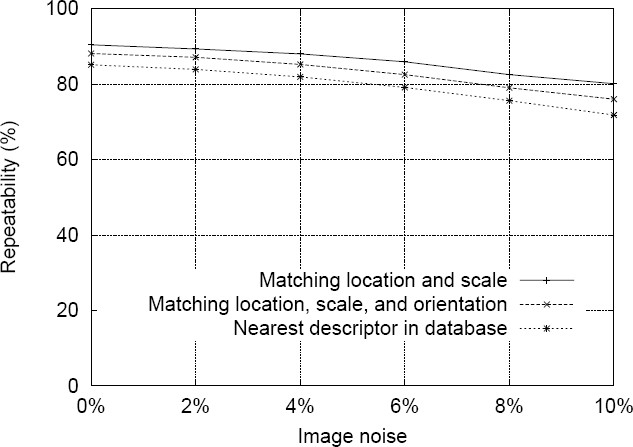 100
80
60
40
20
0
Repeatability (%)
Matching location and scale
Matching location, scale, and orientation
Nearest descriptor in database
0% 2% 4% 6% 8% 10%
Image noise